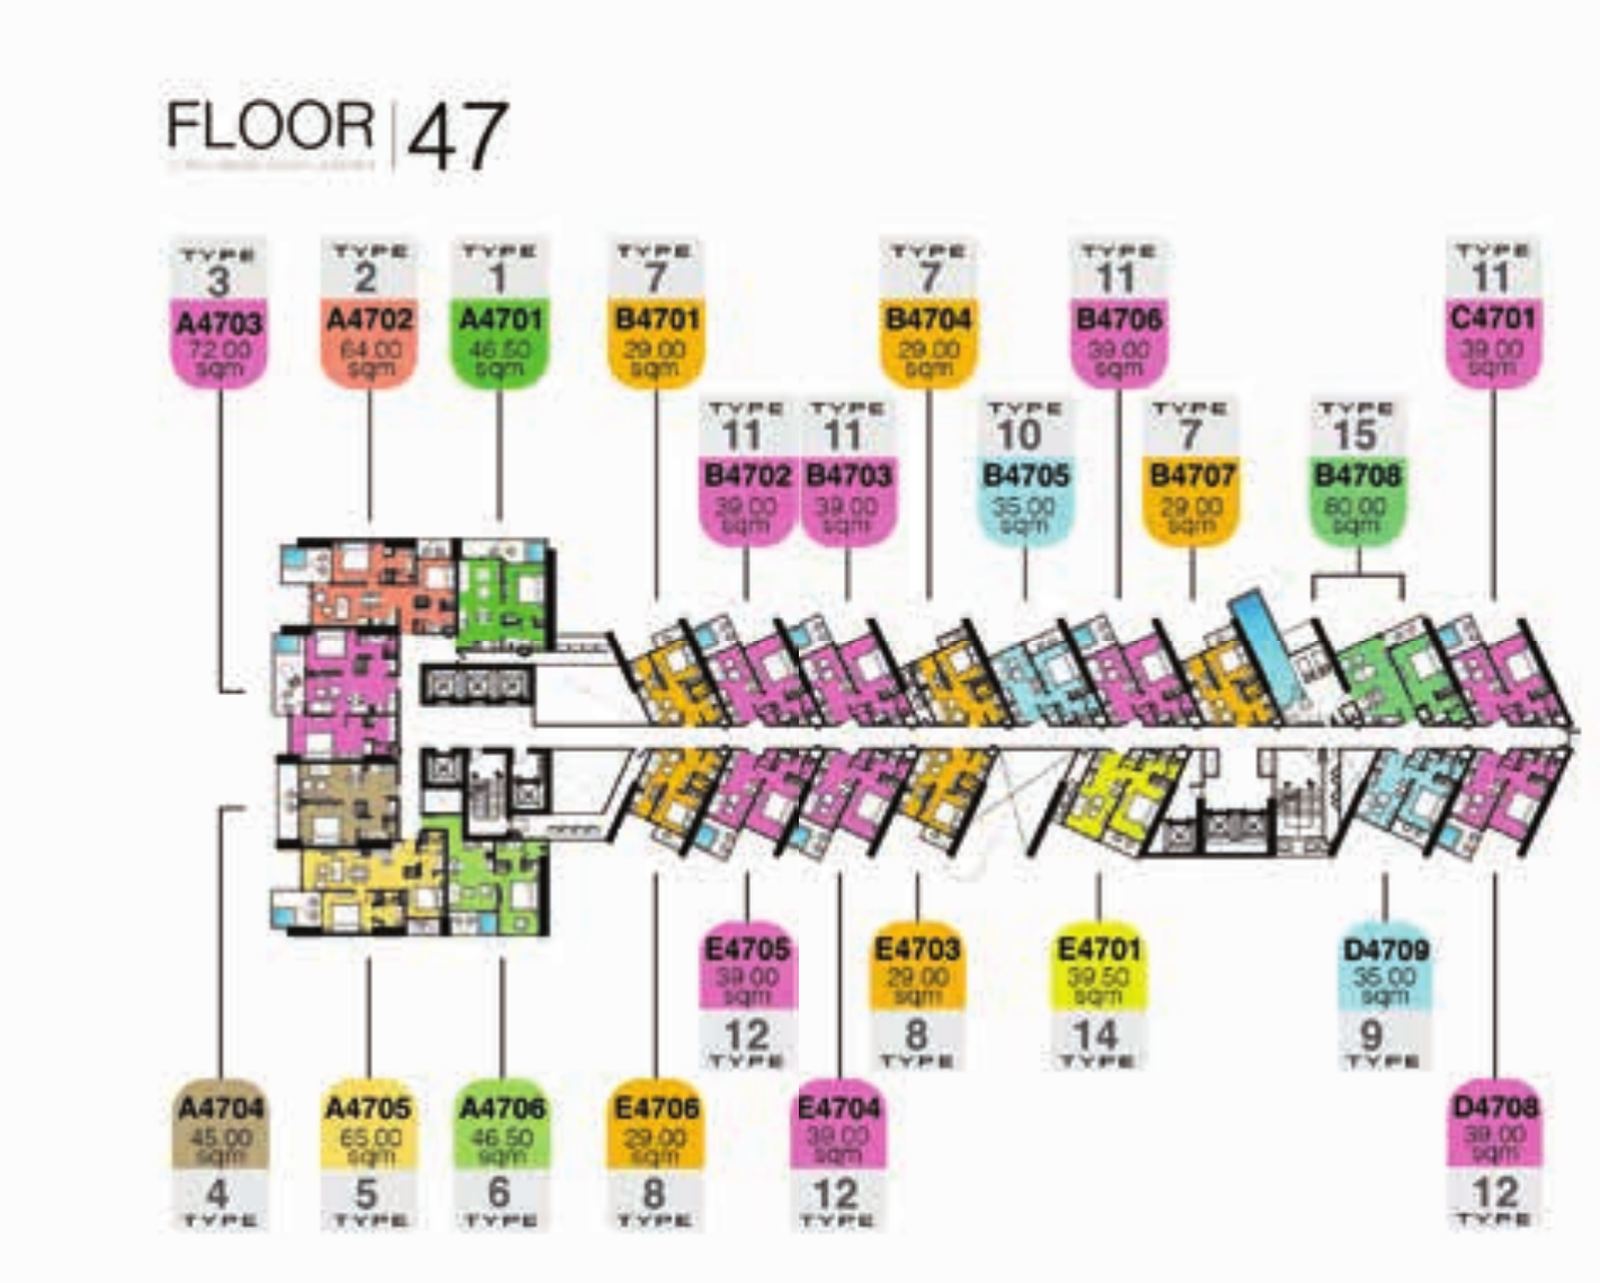 FLOOR 47
TYPE
3
A4703
72.00
sqm
TYPE
2
A4702
64.00
sqm
TYPE
1
A4701
46.50
sqm
TYPE
7
B4701
29.00
sqm
TYPE
7
B4704
29.00
sqm
TYPE
11
B4706
39.00
sqm
TYPE
11
C4701
39.00
sqm
TYPE
11
B4702
39.00
sqm
TYPE
11
B4703
39.00
sqm
TYPE
10
B4705
35.00
sqm
TYPE
7
B4707
29.00
sqm
TYPE
15
B4708
sqm
E4705
39.00
sqm
12
TYPE
E4703
29.00
sqm
8
TYPE
E4701
39.50
sqm
14
TYPE
D4709
35.00
sqm
9
TYPE
A4704
45.00
sqm
4
TYPE
A4705
65.00
sqm
5
TYPE
A4706
46.50
sqm
6
TYPE
E4706
29.00
sqm
8
TYPE
E4704
39.00
sqm
12
TYPE
D4708
39.00
sqm
12
TYPE